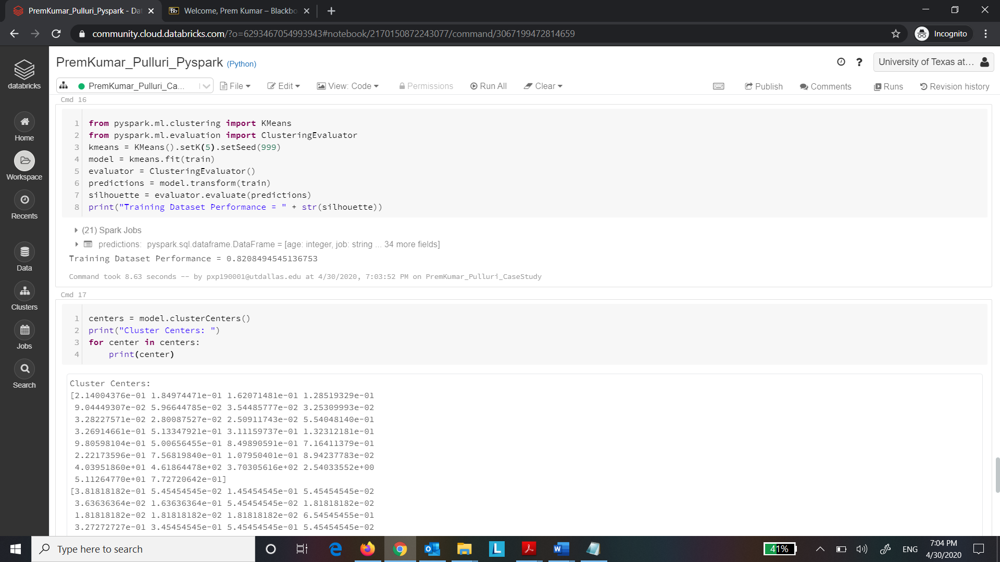 PremKumar_Pulluri_Pyspark - Dat
Welcome, Prem Kumar – Blackbo
community.cloud.databricks.com/?o=6293467054993943#notebook/2170150872243077/command/3067199472814659
Incognito
databricks
Home
Workspace
Recents
Data
Clusters
Jobs
Search
PremKumar_Pulluri_Pyspark (Python)
? University of Texas at...
PremKumar_Pulluri_Ca... File Edit View: Code Permissions Run All Clear Publish Comments Runs Revision history
Cmd 16
1 from pyspark.ml.clustering import KMeans
2 from pyspark.ml.evaluation import ClusteringEvaluator
3 kmeans = KMeans().setK(5).setSeed(999)
4 model = kmeans.fit(train)
5 evaluator = ClusteringEvaluator()
6 predictions = model.transform(train)
7 silhouette = evaluator.evaluate(predictions)
8 print("Training Dataset Performance = " + str(silhouette))
(21) Spark Jobs
predictions: pyspark.sql.dataframe.DataFrame = [age: integer, job: string ... 34 more fields]
Training Dataset Performance = 0.8208494545136753
Command took 8.63 seconds -- by pxp190001@utdallas.edu at 4/30/2020, 7:03:52 PM on PremKumar_Pulluri_CaseStudy
Cmd 17
1 centers = model.clusterCenters()
2 print("Cluster Centers: ")
3 for center in centers:
4 print(center)
Cluster Centers:
[2.14004376e-01 1.84974471e-01 1.62071481e-01 1.28519329e-01
9.04449307e-02 5.96644785e-02 3.54485777e-02 3.25309993e-02
3.28227571e-02 2.80087527e-02 2.50911743e-02 5.54048140e-01
3.26914661e-01 5.13347921e-01 3.11159737e-01 1.32312181e-01
9.80598104e-01 5.00656455e-01 8.49890591e-01 7.16411379e-01
2.22173596e-01 7.56819840e-01 1.07950401e-01 8.94237783e-02
4.03951860e+01 4.61864478e+02 3.70305616e+02 2.54033552e+00
5.11264770e+01 7.72720642e-01]
[3.81818182e-01 5.45454545e-02 1.45454545e-01 5.45454545e-02
3.63636364e-02 1.63636364e-01 5.45454545e-02 1.81818182e-02
1.81818182e-02 1.81818182e-02 1.81818182e-02 6.54545455e-01
3.27272727e-01 3.45454545e-01 5.45454545e-01 5.45454545e-02
Type here to search
41%
ENG
7:04 PM
4/30/2020